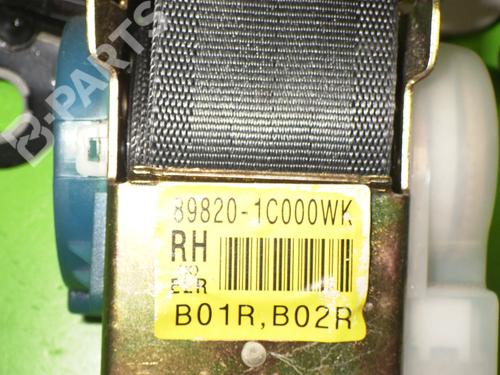 B-PARTS
89820-1C000WK
RH
B01R, B02R